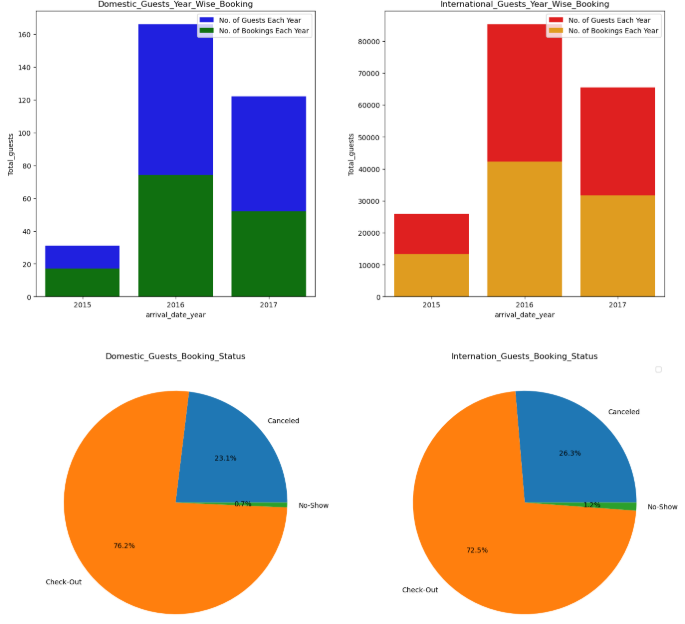 Domestic_Guests_Year_Wise_Booking
No. of Guests Each Year
No. of Bookings Each Year
160
140
120
100
80
60
40
20
0
Total_guests
2015 2016 2017
arrival_date_year
International_Guests_Year_Wise_Booking
No. of Guests Each Year
No. of Bookings Each Year
80000
70000
60000
50000
40000
30000
20000
10000
0
Total_guests
2015 2016 2017
arrival_date_year
Domestic_Guests_Booking_Status
Canceled
23.1%
0.7%
No-Show
76.2%
Check-Out
Internation_Guests_Booking_Status
Canceled
26.3%
1.2%
No-Show
72.5%
Check-Out